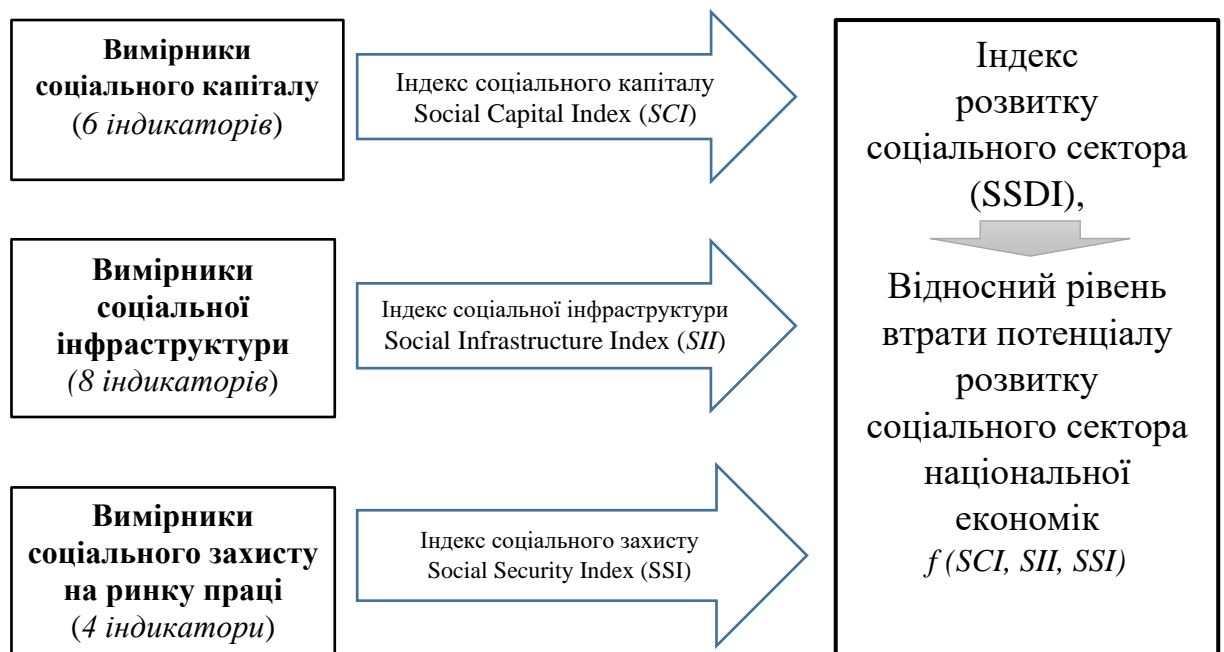 Вимірники
соціального капіталу
(6 індикаторів)
Індекс соціального капіталу
Social Capital Index (SCI)
Вимірники
соціальної
інфраструктури
(8 індикаторів)
Індекс соціальної інфраструктури
Social Infrastructure Index (SII)
Вимірники
соціального захисту
на ринку праці
(4 індикатори)
Індекс соціального захисту
Social Security Index (SSI)
Індекс
розвитку
соціального сектора
(SSDI),
Відносний рівень
втрати потенціалу
розвитку
соціального сектора
національної
економік
f (SCI, SII, SSI)